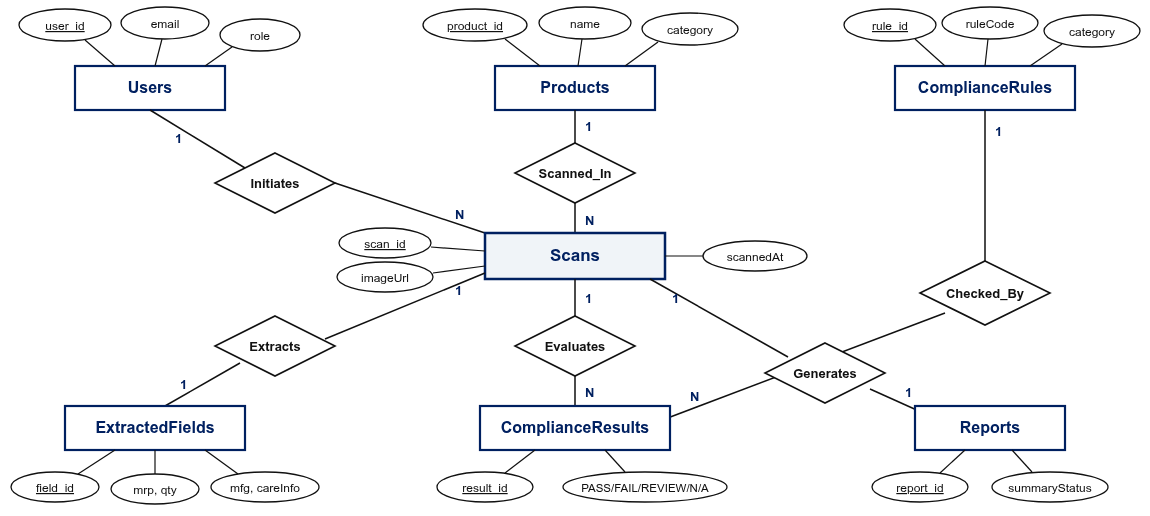 user_id
email
role
product_id
name
category
rule_id
ruleCode
category
Users
Products
ComplianceRules
1
1
1
Initiates
Scanned_In
N
N
scan_id
imageUrl
Scans
scannedAt
1
1
1
Checked_By
Extracts
Evaluates
Generates
1
N
N
1
ExtractedFields
ComplianceResults
Reports
field_id
mrp, qty
mfg, careInfo
result_id
PASS/FAIL/REVIEW/N/A
report_id
summaryStatus